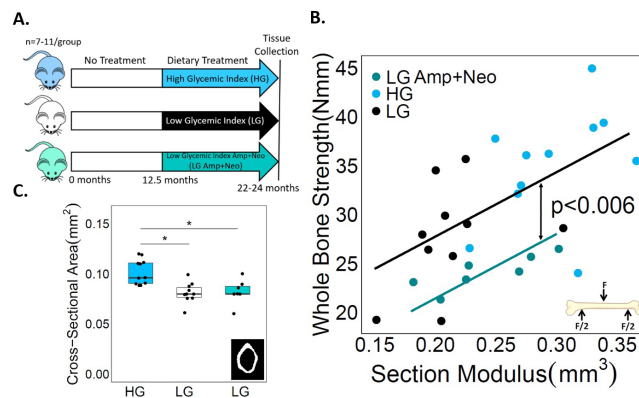 A.
n=7-11/group
No Treatment
Dietary Treatment
Tissue
Collection
High Glycemic Index (HG)
Low Glycemic Index (LG)
Low Glycemic Index Amp+Neo
(LG Amp+Neo)
0 months
12.5 months
22-24 months
B.
Whole Bone Strength(Nmm)
45
40
35
30
25
20
LG Amp+Neo
HG
LG
p<0.006
F
F/2
F/2
0.15
0.20
0.25
0.30
0.35
Section Modulus(mm3)
C.
Cross-Sectional Area(mm2)
0.15
0.10
0.05
0.00
*
*
HG
LG
LG